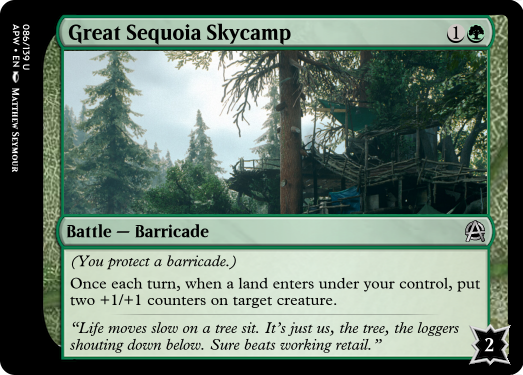 Great Sequoia Skycamp
1
Battle — Barricade
(You protect a barricade.)
Once each turn, when a land enters under your control, put
two +1/+1 counters on target creature.
“Life moves slow on a tree sit. It’s just us, the tree, the loggers
shouting down below. Sure beats working retail.”
2
086/139 U
APW • EN Matthew Seymour